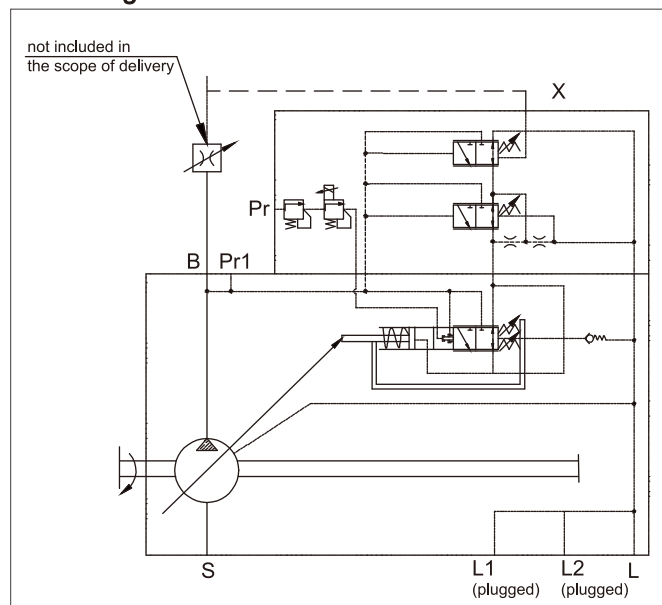 not included in
the scope of delivery
X
Pr
B Pr1
S
L1 L2 L
(plugged) (plugged)